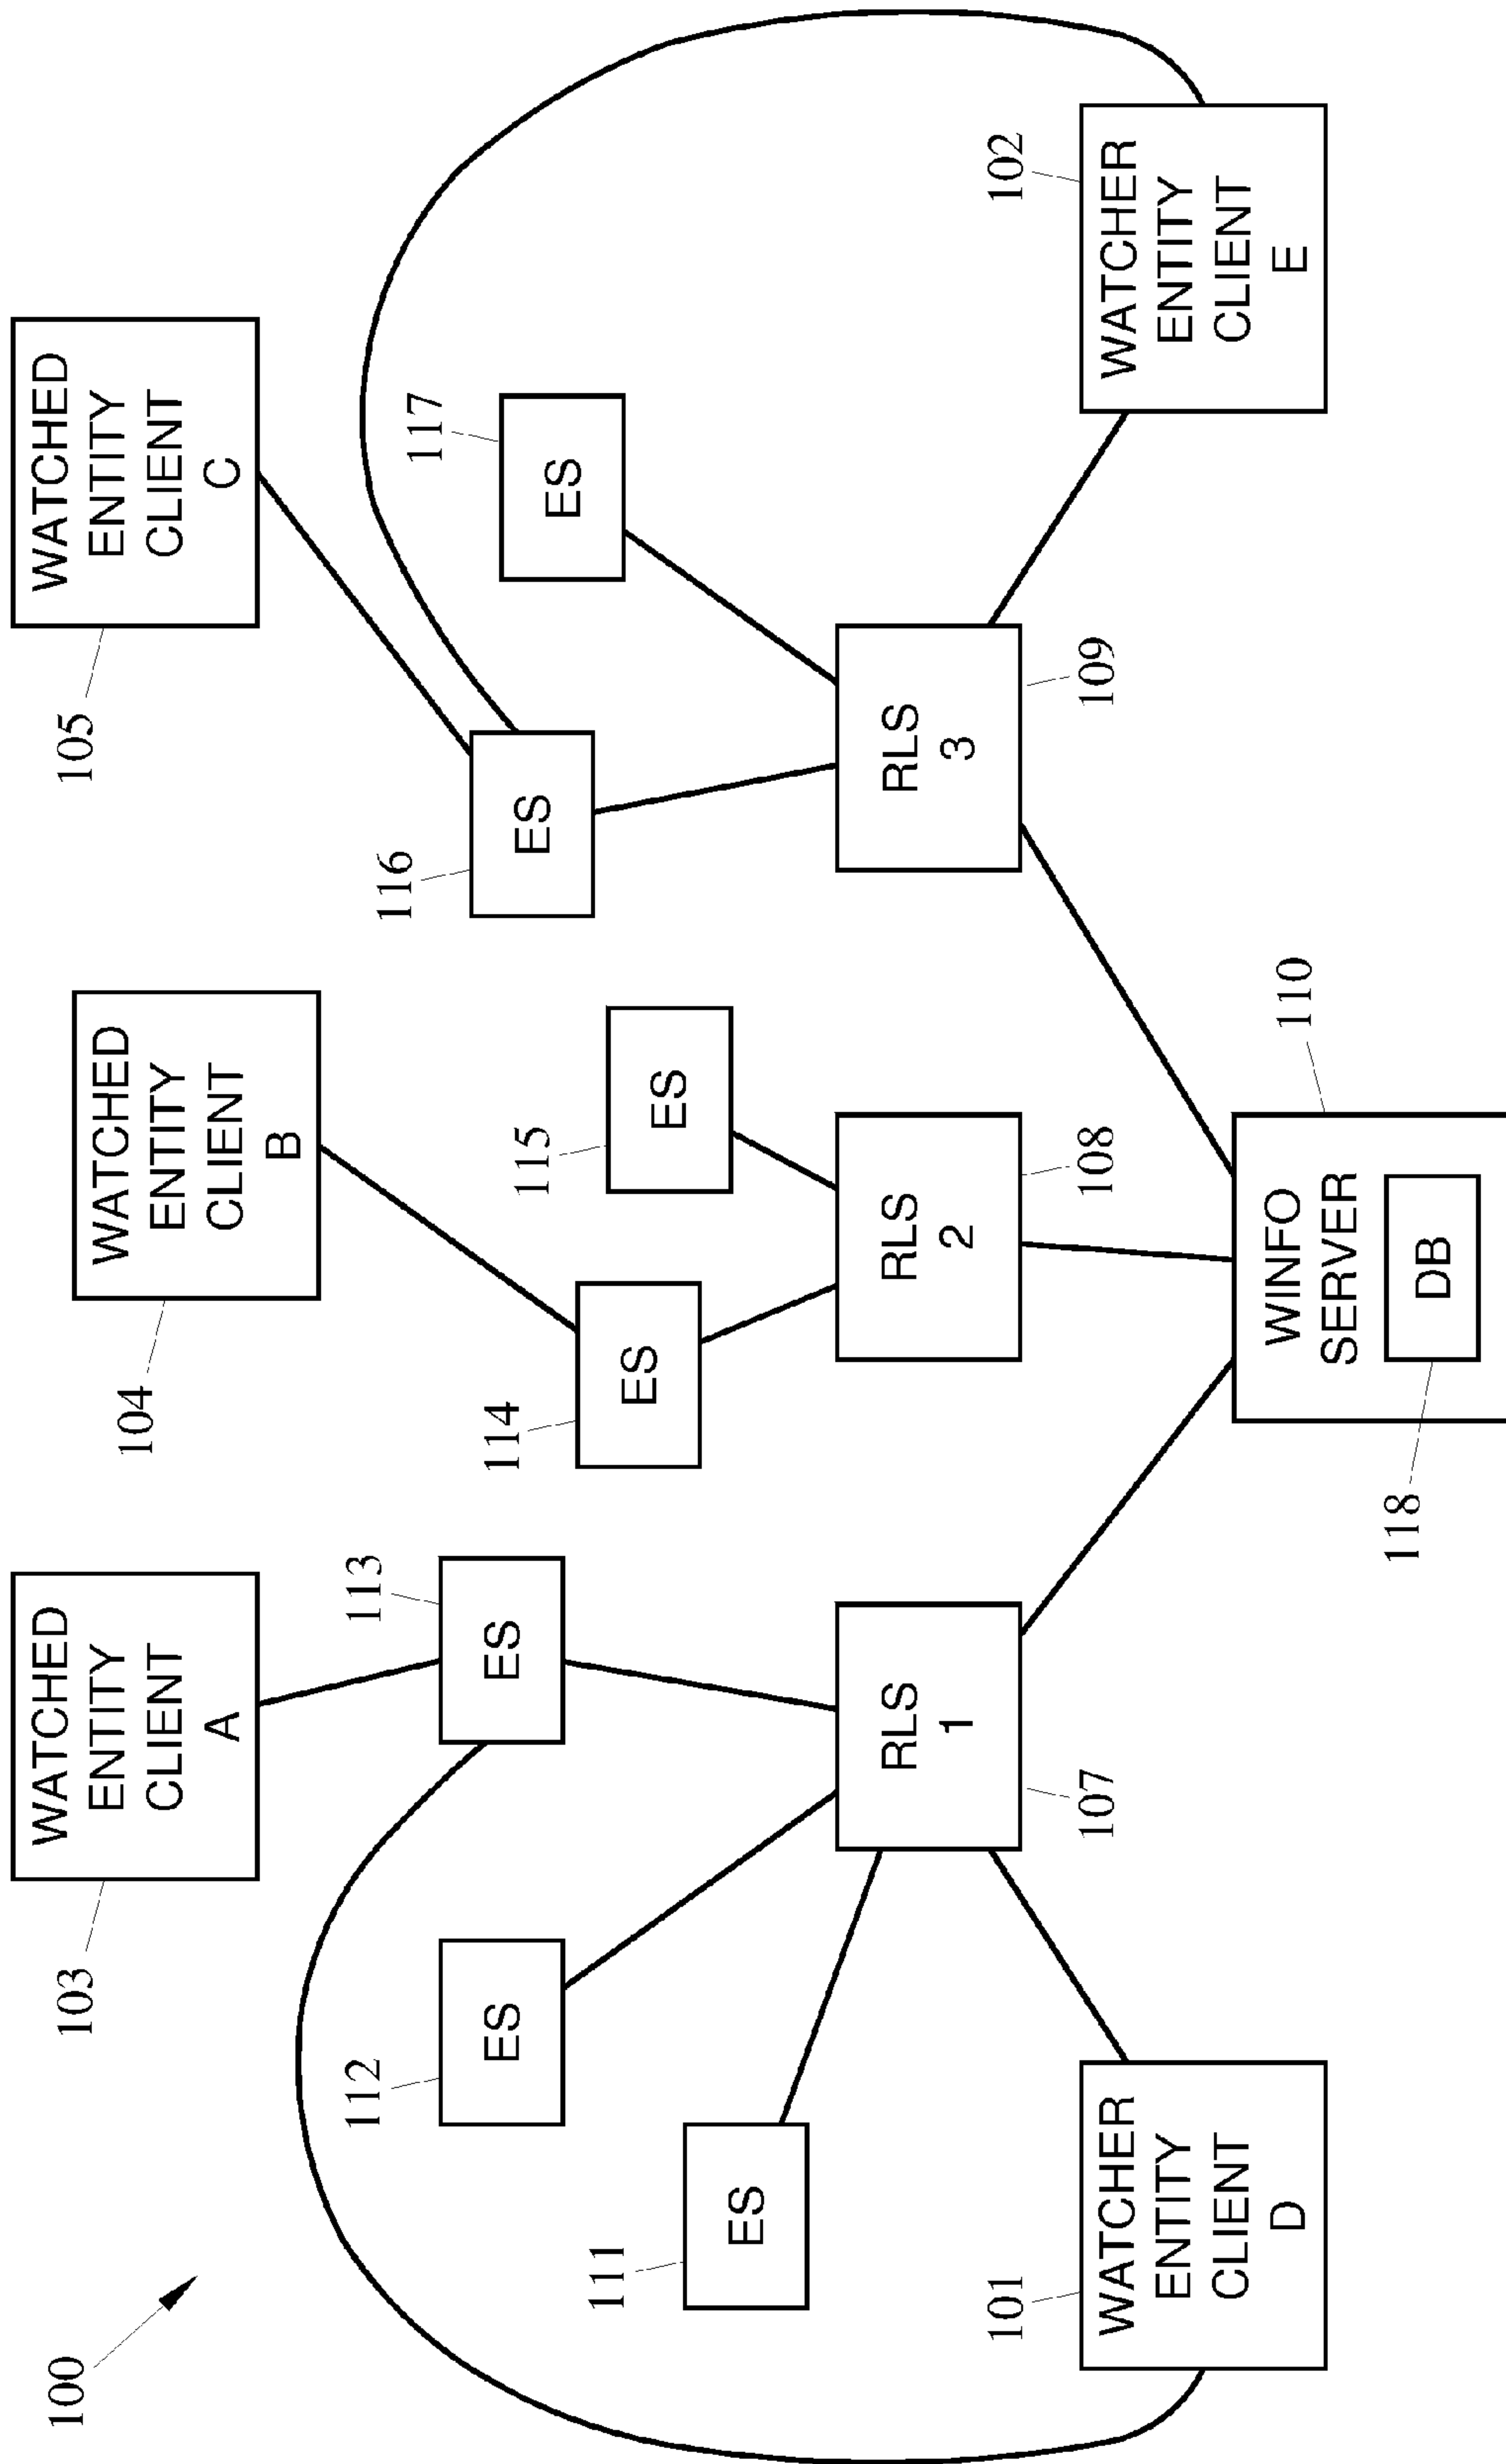 100
103
WATCHED
ENTITY
CLIENT
A
104
WATCHED
ENTITY
CLIENT
B
105
WATCHED
ENTITY
CLIENT
C
112
ES
113
ES
111
ES
114
ES
115
ES
116
ES
117
ES
RLS
1
107
RLS
2
108
RLS
3
109
101
WATCHER
ENTITY
CLIENT
D
102
WATCHER
ENTITY
CLIENT
E
110
WINFO
SERVER
DB
118